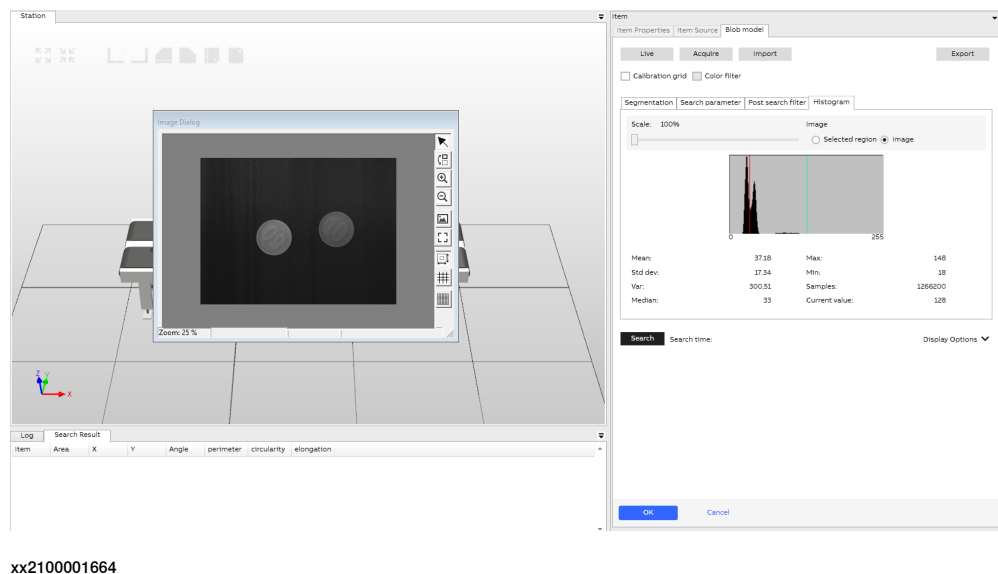 Station
Item
Item Properties Item Source Blob model
Live Acquire Import Export
Calibration grid Color filter
Segmentation Search parameter Post search filter Histogram
Scale: 100% Image
Selected region Image
0 255
Mean: 37.18 Max: 148
Std dev: 17.34 Min: 18
Var: 300.51 Samples: 1266200
Median: 33 Current value: 128
Search Search time: Display Options
Image Dialog
Zoom: 25 %
Z y
x
Log Search Result
Item Area X Y Angle perimeter circularity elongation
OK Cancel
xx2100001664